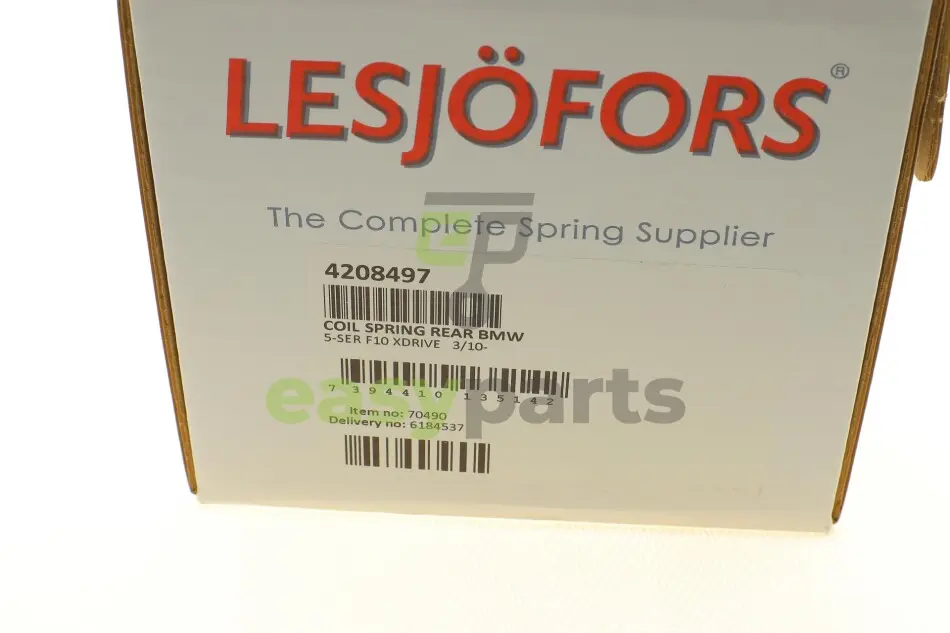 LESJÖFORS®
The Complete Spring Supplier
4208497
COIL SPRING REAR BMW
5-SER F10 XDRIVE 3/10-
7 394410 135142
easyparts
Item no: 70490
Delivery no: 6184537
eP